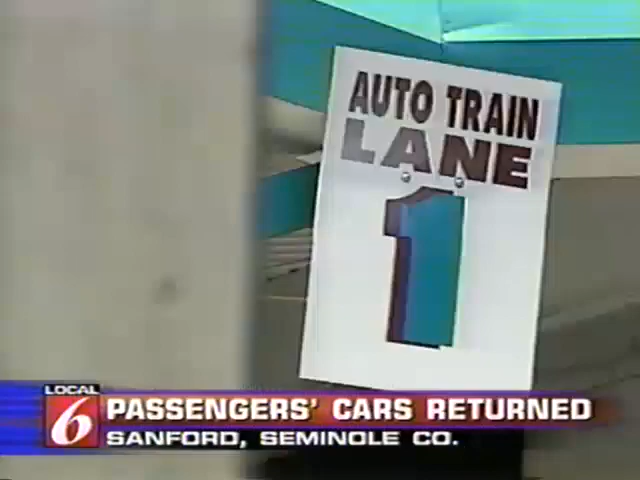 AUTO TRAIN
LANE
1
LOCAL
6
PASSENGERS' CARS RETURNED
SANFORD, SEMINOLE CO.